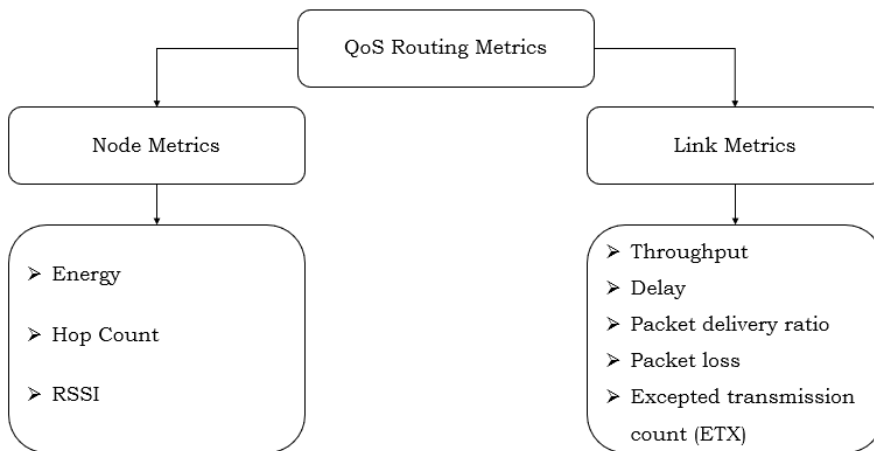 QoS Routing Metrics
Node Metrics
Link Metrics
➢ Energy
➢ Hop Count
➢ RSSI
➢ Throughput
➢ Delay
➢ Packet delivery ratio
➢ Packet loss
➢ Excepted transmission
count (ETX)